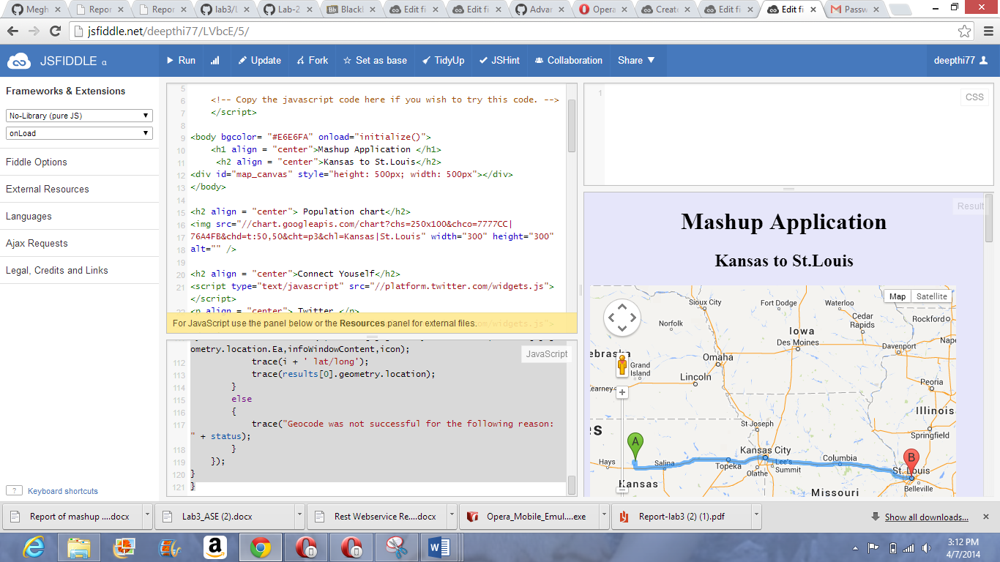 Megh
Repor
Repor
lab3/L
Lab-2
Bb Black
Edit fi
Edit fi
Advar
Opera
Create
Edit fi
Edit fi
Passw
jsfiddle.net/deepthi77/LVbcE/5/
JSFIDDLE α
Run
Update
Fork
Set as base
TidyUp
JSHint
Collaboration
Share
deepthi77
Frameworks & Extensions
No-Library (pure JS)
onLoad
Fiddle Options
External Resources
Languages
Ajax Requests
Legal, Credits and Links
? Keyboard shortcuts
5
6 <!-- Copy the javascript code here if you wish to try this code. -->
7 </script>
8
9 <body bgcolor= "#E6E6FA" onload="initialize()">
10 <h1 align = "center">Mashup Application </h1>
11 <h2 align = "center">Kansas to St.Louis</h2>
12 <div id="map_canvas" style="height: 500px; width: 500px"></div>
13 </body>
14
15 <h2 align = "center"> Population chart</h2>
16 <img src="//chart.googleapis.com/chart?chs=250x100&chco=7777CC|
17 76A4FB&chd=t:50,50&cht=p3&chl=Kansas|St.Louis" width="300" height="300"
18 alt="" />
19
20 <h2 align = "center">Connect Youself</h2>
21 <script type="text/javascript" src="//platform.twitter.com/widgets.js">
</script>
<p align = "center"> Twitter </p>
For JavaScript use the panel below or the Resources panel for external files.
ometry.location.Ea,infoWindowContent,icon);
112 trace(i + ' lat/long');
113 trace(results[0].geometry.location);
114 }
115 else
116 {
117 trace("Geocode was not successful for the following reason:
" + status);
118 }
119 });
120 }
121 }
JavaScript
1
CSS
Result
Mashup Application
Kansas to St.Louis
Map Satellite
Sioux City
Fort Dodge
Waterloo
Norfolk
Cedar
Rapids
Rockford
Iowa
Des Moines
Davenport
Nape
ebraska
Grand
Island
Omaha
Lincoln
Kearney
Peoria
Illinois
es
St Joseph
Springfield
A
Kansas City
B
Hays
Salina
Topeka
Lee's
Summit
Olathe
Columbia
St. Louis
Belleville
Kansas
Missouri
Report of mashup ....docx
Lab3_ASE (2).docx
Rest Webservice Re....docx
Opera_Mobile_Emul....exe
Report-lab3 (2) (1).pdf
Show all downloads...
3:12 PM
4/7/2014